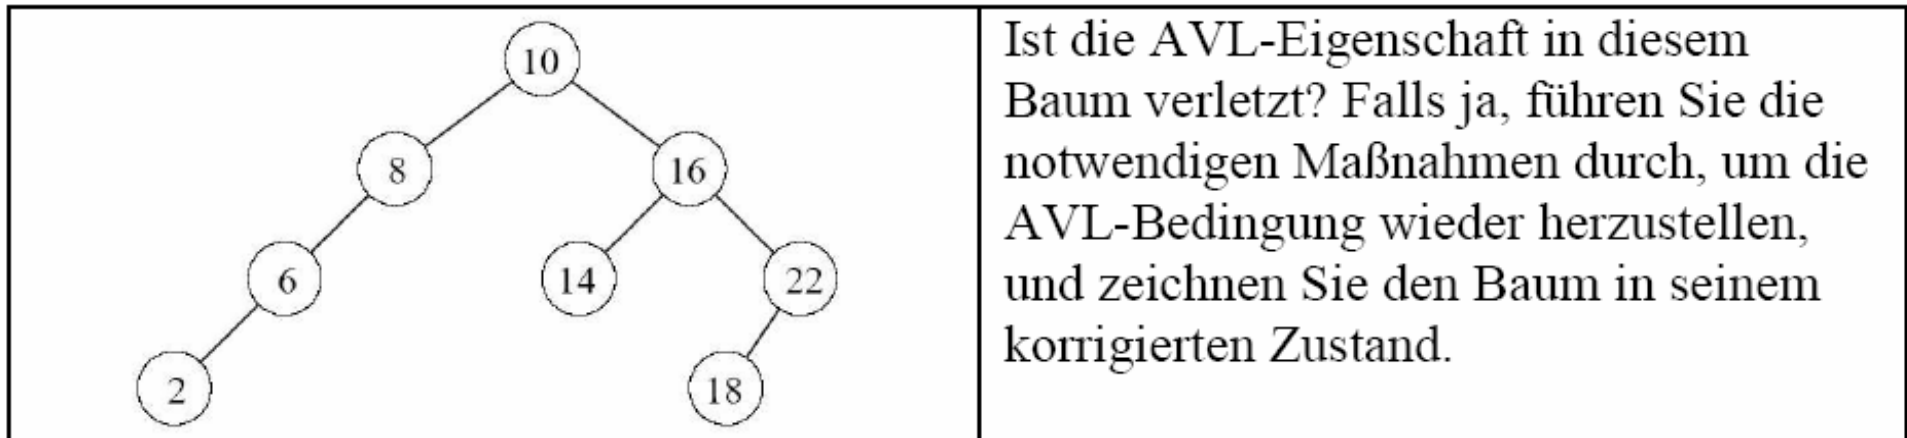 10
8
16
6
14
22
2
18
Ist die AVL-Eigenschaft in diesem
Baum verletzt? Falls ja, führen Sie die
notwendigen Maßnahmen durch, um die
AVL-Bedingung wieder herzustellen,
und zeichnen Sie den Baum in seinem
korrigierten Zustand.